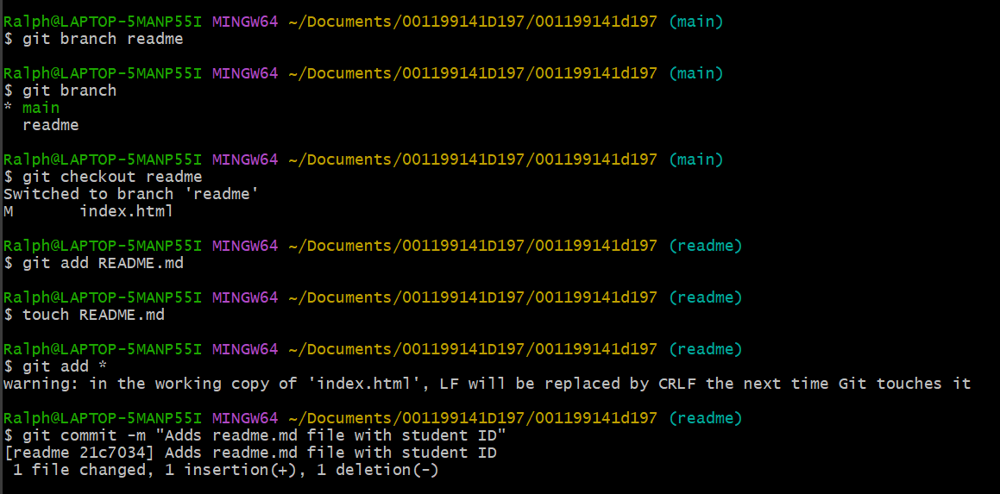 Ralph@LAPTOP-5MANP55I MINGW64 ~/Documents/001199141D197/001199141d197 (main)
$ git branch readme
Ralph@LAPTOP-5MANP55I MINGW64 ~/Documents/001199141D197/001199141d197 (main)
$ git branch
* main
  readme
Ralph@LAPTOP-5MANP55I MINGW64 ~/Documents/001199141D197/001199141d197 (main)
$ git checkout readme
Switched to branch 'readme'
M       index.html
Ralph@LAPTOP-5MANP55I MINGW64 ~/Documents/001199141D197/001199141d197 (readme)
$ git add README.md
Ralph@LAPTOP-5MANP55I MINGW64 ~/Documents/001199141D197/001199141d197 (readme)
$ touch README.md
Ralph@LAPTOP-5MANP55I MINGW64 ~/Documents/001199141D197/001199141d197 (readme)
$ git add *
warning: in the working copy of 'index.html', LF will be replaced by CRLF the next time Git touches it
Ralph@LAPTOP-5MANP55I MINGW64 ~/Documents/001199141D197/001199141d197 (readme)
$ git commit -m "Adds readme.md file with student ID"
[readme 21c7034] Adds readme.md file with student ID
 1 file changed, 1 insertion(+), 1 deletion(-)